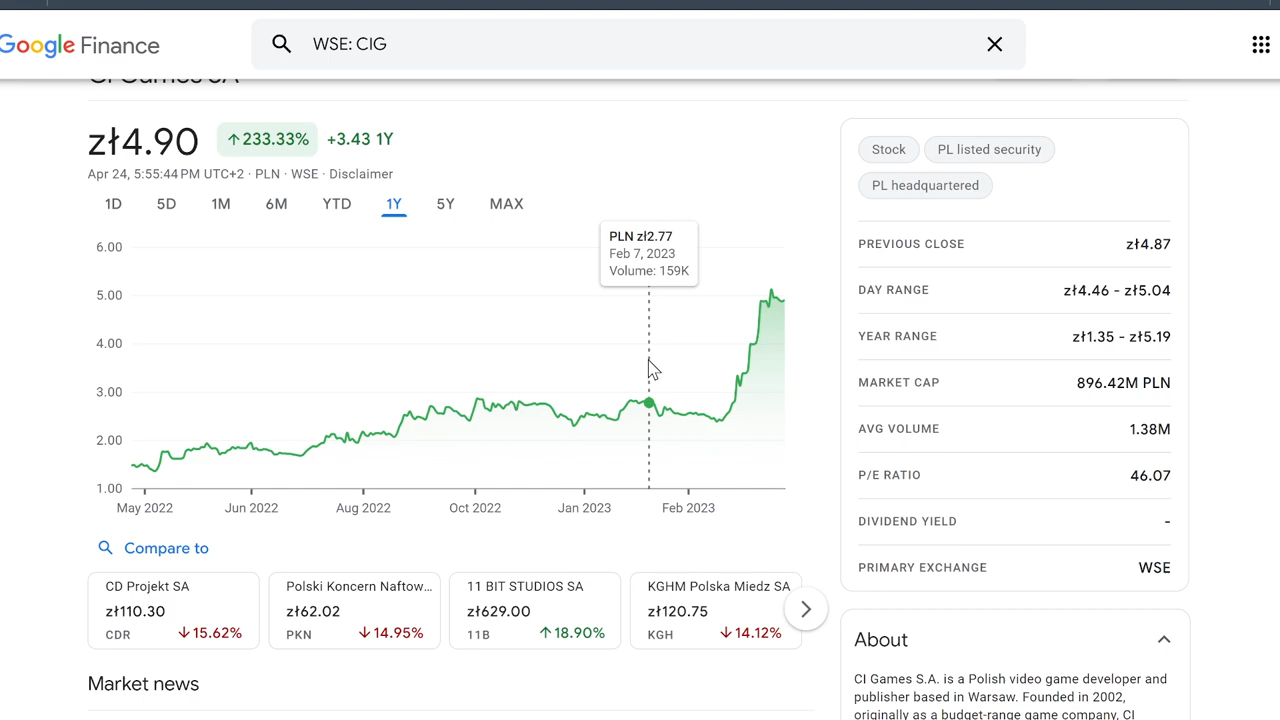 Google Finance
WSE: CIG
CI Games SA
zł4.90
↑233.33%
+3.43 1Y
Apr 24, 5:55:44 PM UTC+2 · PLN · WSE · Disclaimer
1D 5D 1M 6M YTD 1Y 5Y MAX
PLN zł2.77
Feb 7, 2023
Volume: 159K
6.00
5.00
4.00
3.00
2.00
1.00
May 2022 Jun 2022 Aug 2022 Oct 2022 Jan 2023 Feb 2023
Compare to
CD Projekt SA
zł110.30
CDR ↓15.62%
Polski Koncern Naftow...
zł62.02
PKN ↓14.95%
11 BIT STUDIOS SA
zł629.00
11B ↑18.90%
KGHM Polska Miedz SA
zł120.75
KGH ↓14.12%
Market news
Stock
PL listed security
PL headquartered
PREVIOUS CLOSE zł4.87
DAY RANGE zł4.46 - zł5.04
YEAR RANGE zł1.35 - zł5.19
MARKET CAP 896.42M PLN
AVG VOLUME 1.38M
P/E RATIO 46.07
DIVIDEND YIELD -
PRIMARY EXCHANGE WSE
About
CI Games S.A. is a Polish video game developer and
publisher based in Warsaw. Founded in 2002,
originally as a budget-range game company, CI